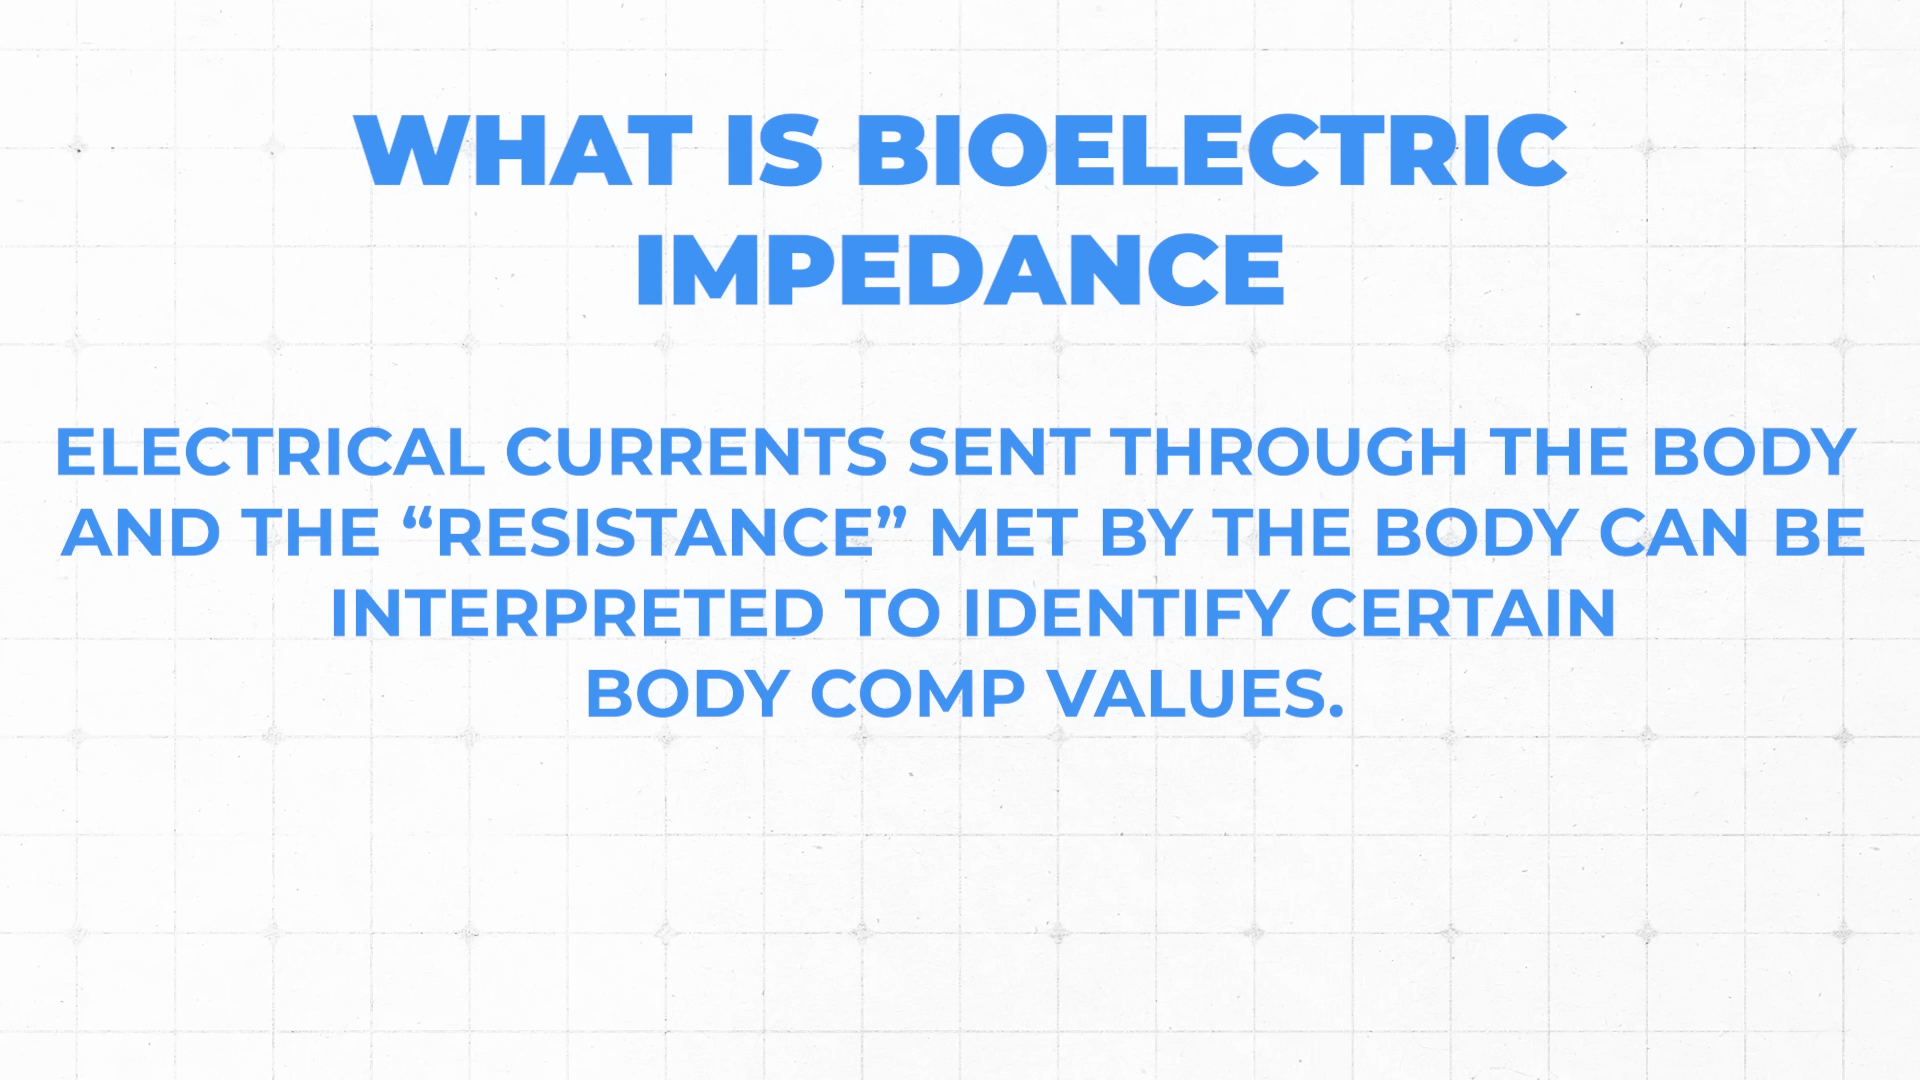 WHAT IS BIOELECTRIC
IMPEDANCE
ELECTRICAL CURRENTS SENT THROUGH THE BODY
AND THE “RESISTANCE” MET BY THE BODY CAN BE
INTERPRETED TO IDENTIFY CERTAIN
BODY COMP VALUES.